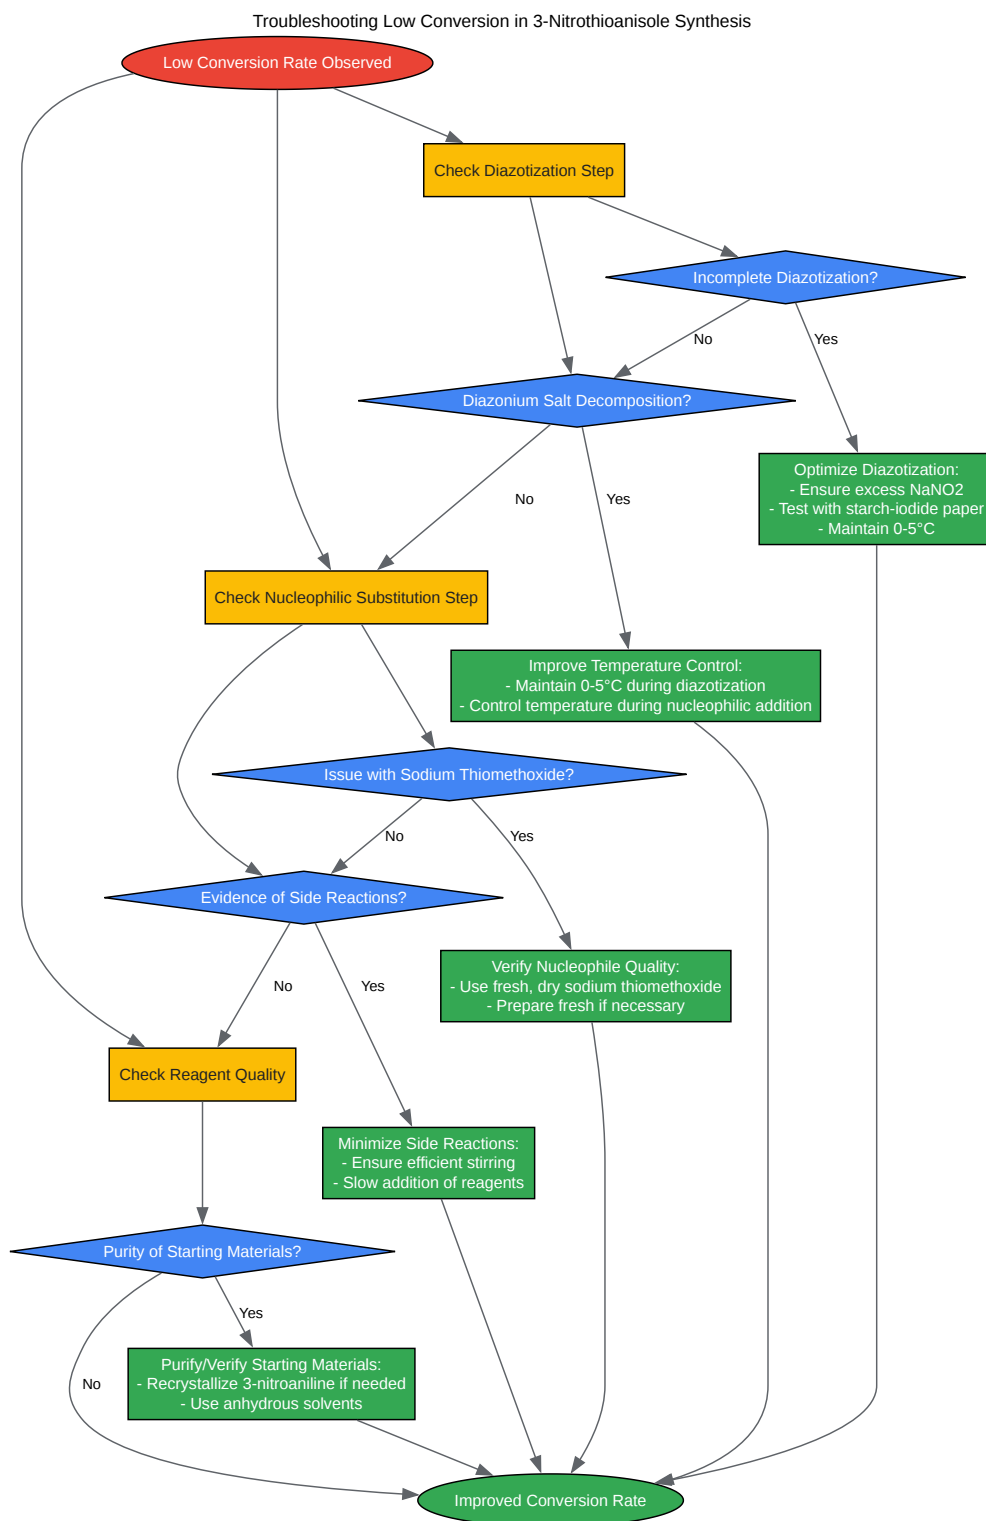 Troubleshooting Low Conversion in 3-Nitrothioanisole Synthesis
Low Conversion Rate Observed
Check Diazotization Step
Incomplete Diazotization?
No
Yes
Diazonium Salt Decomposition?
Optimize Diazotization:
- Ensure excess NaNO2
- Test with starch-iodide paper
- Maintain 0-5°C
No
Yes
Check Nucleophilic Substitution Step
Improve Temperature Control:
- Maintain 0-5°C during diazotization
- Control temperature during nucleophilic addition
Issue with Sodium Thiomethoxide?
No
Yes
Evidence of Side Reactions?
Verify Nucleophile Quality:
- Use fresh, dry sodium thiomethoxide
- Prepare fresh if necessary
No
Yes
Check Reagent Quality
Minimize Side Reactions:
- Ensure efficient stirring
- Slow addition of reagents
Purity of Starting Materials?
Yes
No
Purify/Verify Starting Materials:
- Recrystallize 3-nitroaniline if needed
- Use anhydrous solvents
Improved Conversion Rate